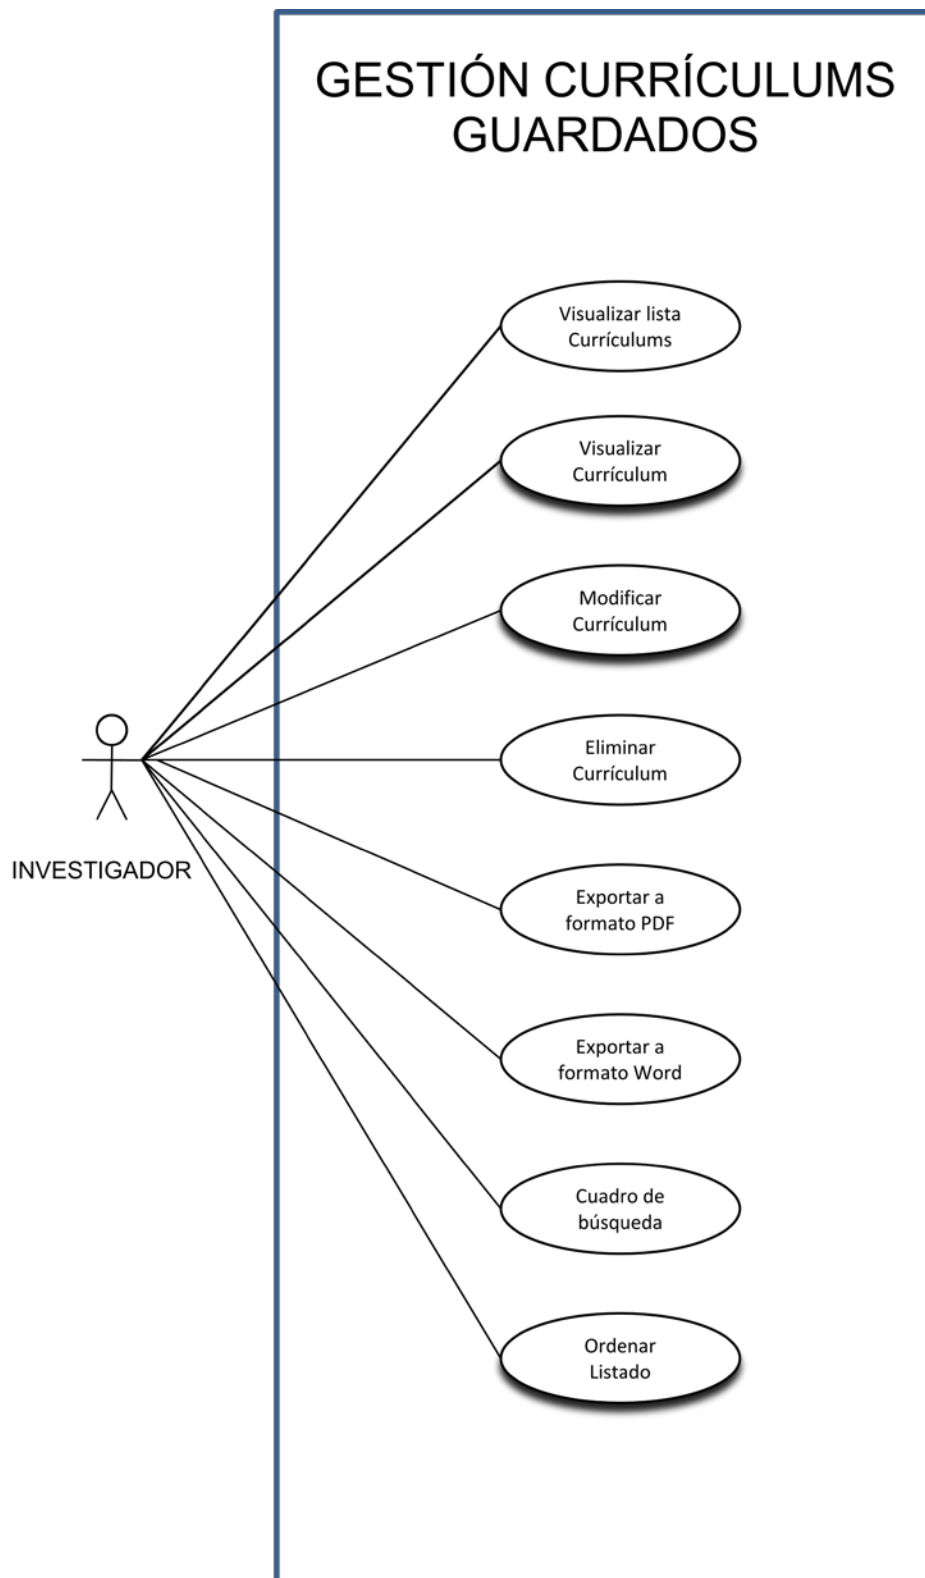 GESTIÓN CURRÍCULUMS
GUARDADOS
Visualizar lista
Currículums
Visualizar
Currículum
Modificar
Currículum
Eliminar
Currículum
INVESTIGADOR
Exportar a
formato PDF
Exportar a
formato Word
Cuadro de
búsqueda
Ordenar
Listado